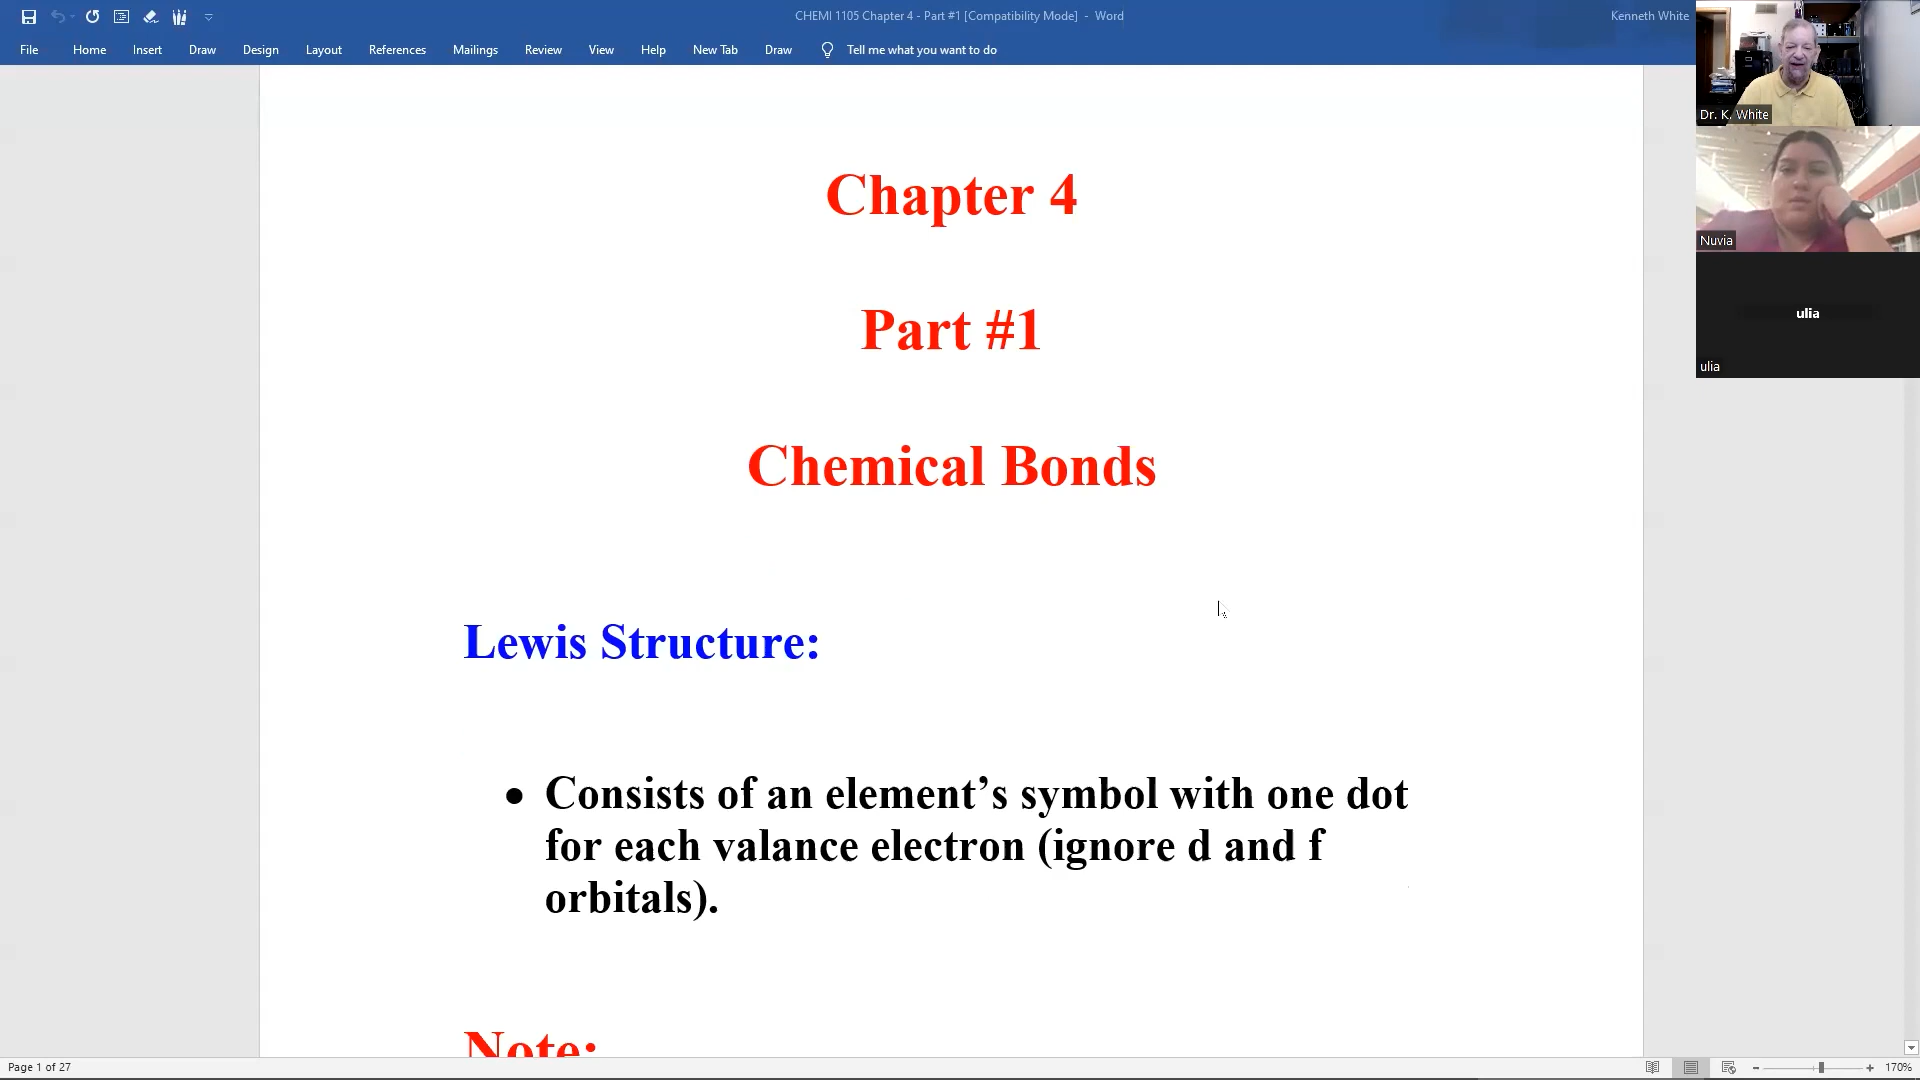 CHEMI 1105 Chapter 4 - Part #1 [Compatibility Mode] - Word
Kenneth White
File Home Insert Draw Design Layout References Mailings Review View Help New Tab Draw Tell me what you want to do
Dr. K. White
Nuvia
ulia
ulia
Chapter 4
Part #1
Chemical Bonds
Lewis Structure:
• Consists of an element’s symbol with one dot
for each valance electron (ignore d and f
orbitals).
Note:
Page 1 of 27
170%